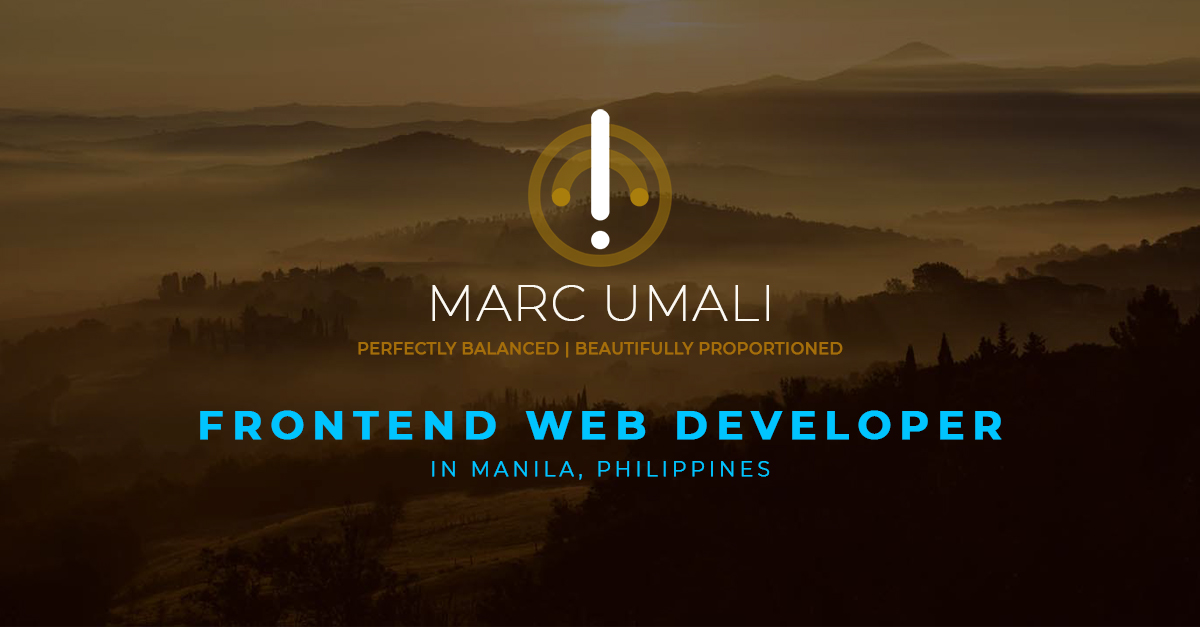 MARC UMALI
PERFECTLY BALANCED | BEAUTIFULLY PROPORTIONED
FRONTEND WEB DEVELOPER
IN MANILA, PHILIPPINES